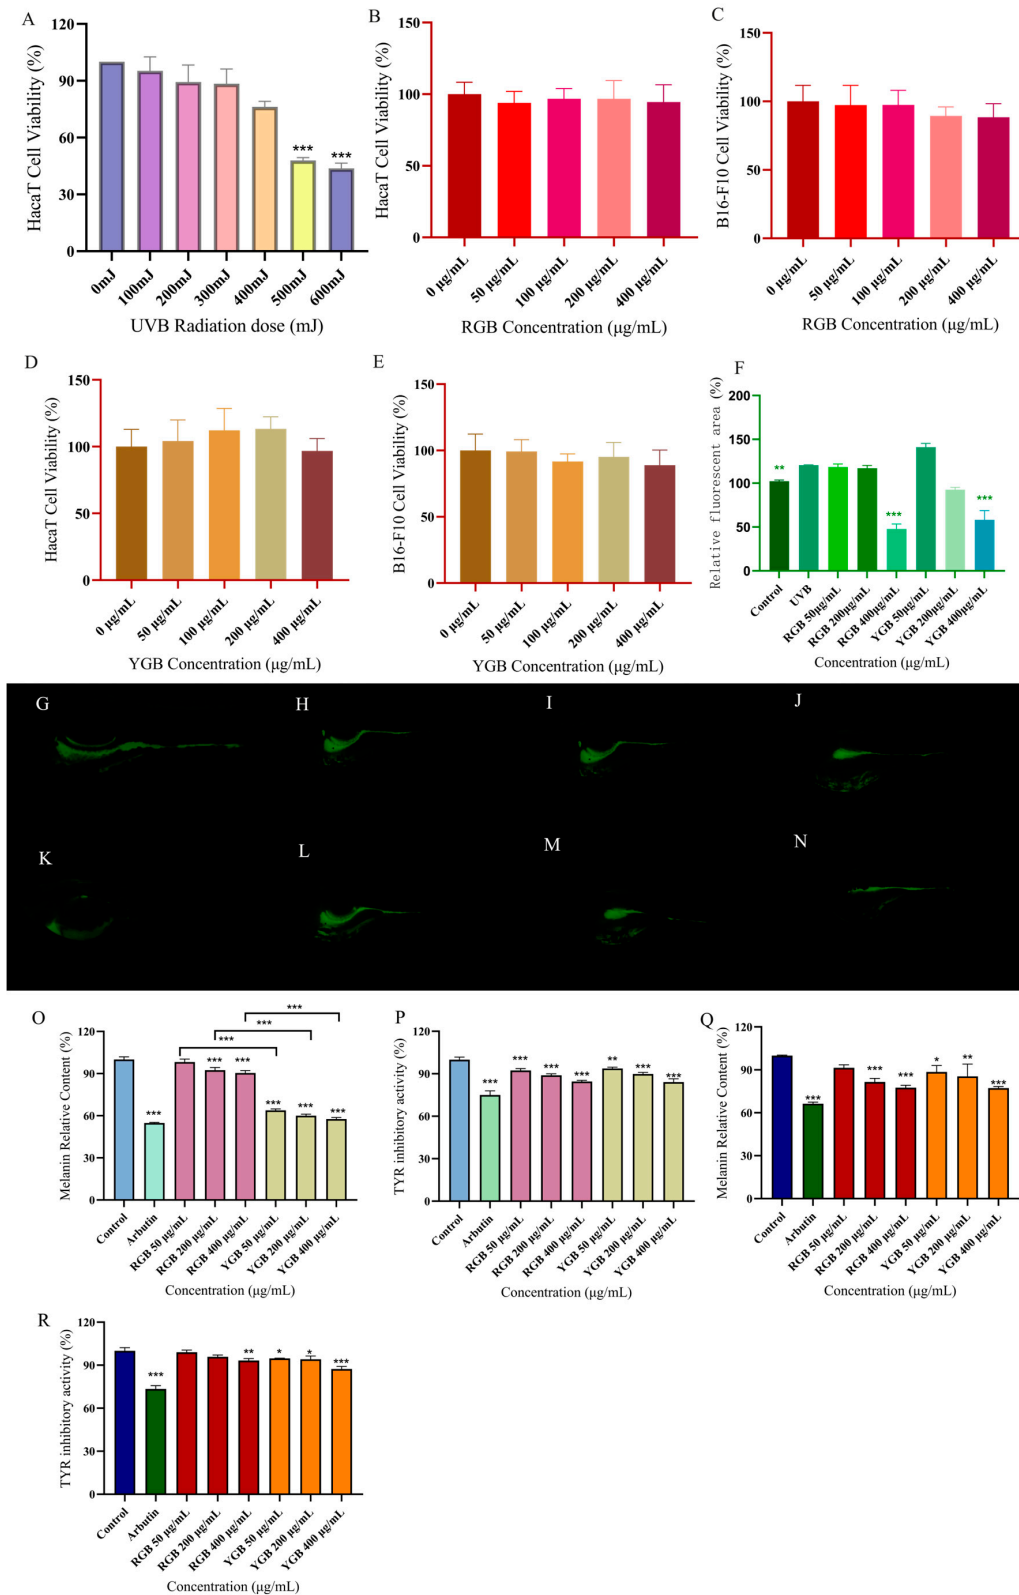 A
HacaT Cell Viability (%)
120
90
60
30
0
*** ***
0mJ 100mJ 200mJ 300mJ 400mJ 500mJ 600mJ
UVB Radiation dose (mJ)
B
HacaT Cell Viability (%)
150
100
50
0
0 μg/mL 50 μg/mL 100 μg/mL 200 μg/mL 400 μg/mL
RGB Concentration (μg/mL)
C
B16-F10 Cell Viability (%)
150
100
50
0
0 μg/mL 50 μg/mL 100 μg/mL 200 μg/mL 400 μg/mL
RGB Concentration (μg/mL)
D
HacaT Cell Viability (%)
150
100
50
0
0 μg/mL 50 μg/mL 100 μg/mL 200 μg/mL 400 μg/mL
YGB Concentration (μg/mL)
E
B16-F10 Cell Viability (%)
150
100
50
0
0 μg/mL 50 μg/mL 100 μg/mL 200 μg/mL 400 μg/mL
YGB Concentration (μg/mL)
F
Relative fluorescent area (%)
200
150
100
50
0
** *** ***
Control UVB RGB 50μg/mL RGB 200μg/mL RGB 400μg/mL YGB 50μg/mL YGB 200μg/mL YGB 400μg/mL
Concentration (μg/mL)
G H I J
K L M N
O
Melanin Relative Content (%)
120
90
60
30
0
***
***
***
*** *** *** *** *** ***
Control Arbutin RGB 50 μg/mL RGB 200 μg/mL RGB 400 μg/mL YGB 50 μg/mL YGB 200 μg/mL YGB 400 μg/mL
Concentration (μg/mL)
P
TYR inhibitory activity (%)
120
90
60
30
0
*** *** *** *** ** *** ***
Control Arbutin RGB 50 μg/mL RGB 200 μg/mL RGB 400 μg/mL YGB 50 μg/mL YGB 200 μg/mL YGB 400 μg/mL
Concentration (μg/mL)
Q
Melanin Relative Content (%)
120
90
60
30
0
*** *** *** * ** ***
Control Arbutin RGB 50 μg/mL RGB 200 μg/mL RGB 400 μg/mL YGB 50 μg/mL YGB 200 μg/mL YGB 400 μg/mL
Concentration (μg/mL)
R
TYR inhibitory activity (%)
120
90
60
30
0
*** ** * * ***
Control Arbutin RGB 50 μg/mL RGB 200 μg/mL RGB 400 μg/mL YGB 50 μg/mL YGB 200 μg/mL YGB 400 μg/mL
Concentration (μg/mL)